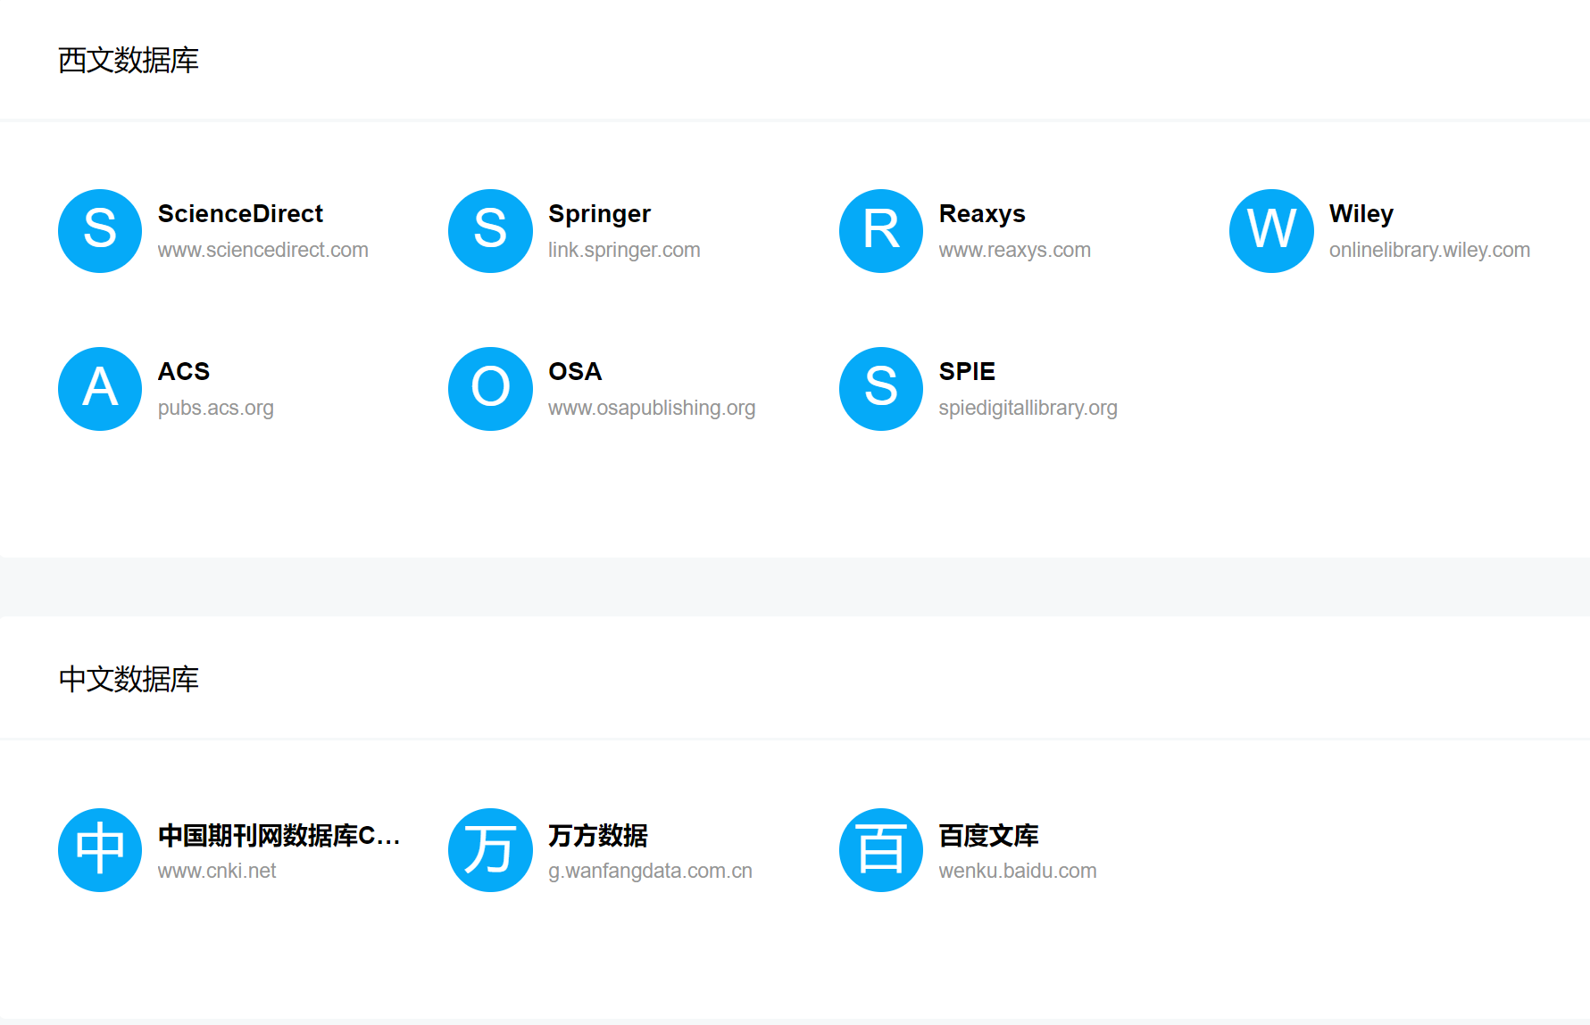 西文数据库
S
ScienceDirect
www.sciencedirect.com
S
Springer
link.springer.com
R
Reaxys
www.reaxys.com
W
Wiley
onlinelibrary.wiley.com
A
ACS
pubs.acs.org
O
OSA
www.osapublishing.org
S
SPIE
spiedigitallibrary.org
中文数据库
中
中国期刊网数据库C...
www.cnki.net
万
万方数据
g.wanfangdata.com.cn
百
百度文库
wenku.baidu.com